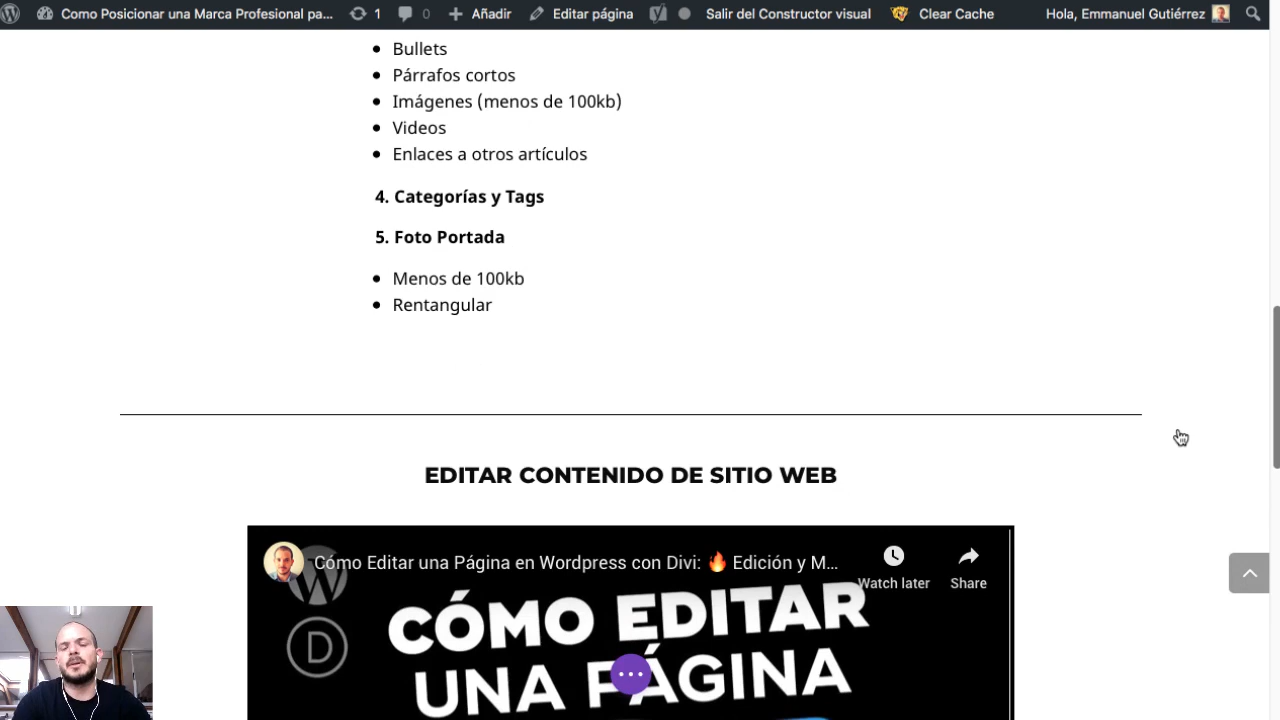 Como Posicionar una Marca Profesional pa... 1 0 Añadir Editar página Salir del Constructor visual Clear Cache Hola, Emmanuel Gutiérrez
Bullets
Párrafos cortos
Imágenes (menos de 100kb)
Videos
Enlaces a otros artículos
4. Categorías y Tags
5. Foto Portada
Menos de 100kb
Rentangular
EDITAR CONTENIDO DE SITIO WEB
Cómo Editar una Página en Wordpress con Divi: 🔥 Edición y M...
Watch later Share
CÓMO EDITAR
UNA PÁGINA
D